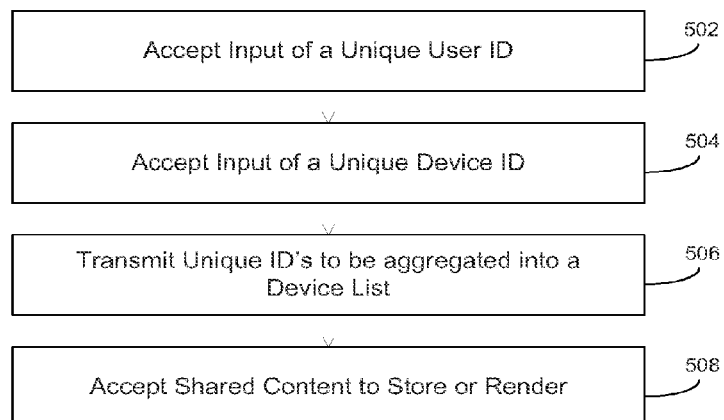 Accept Input of a Unique User ID
502
Accept Input of a Unique Device ID
504
Transmit Unique ID's to be aggregated into a
Device List
506
Accept Shared Content to Store or Render
508